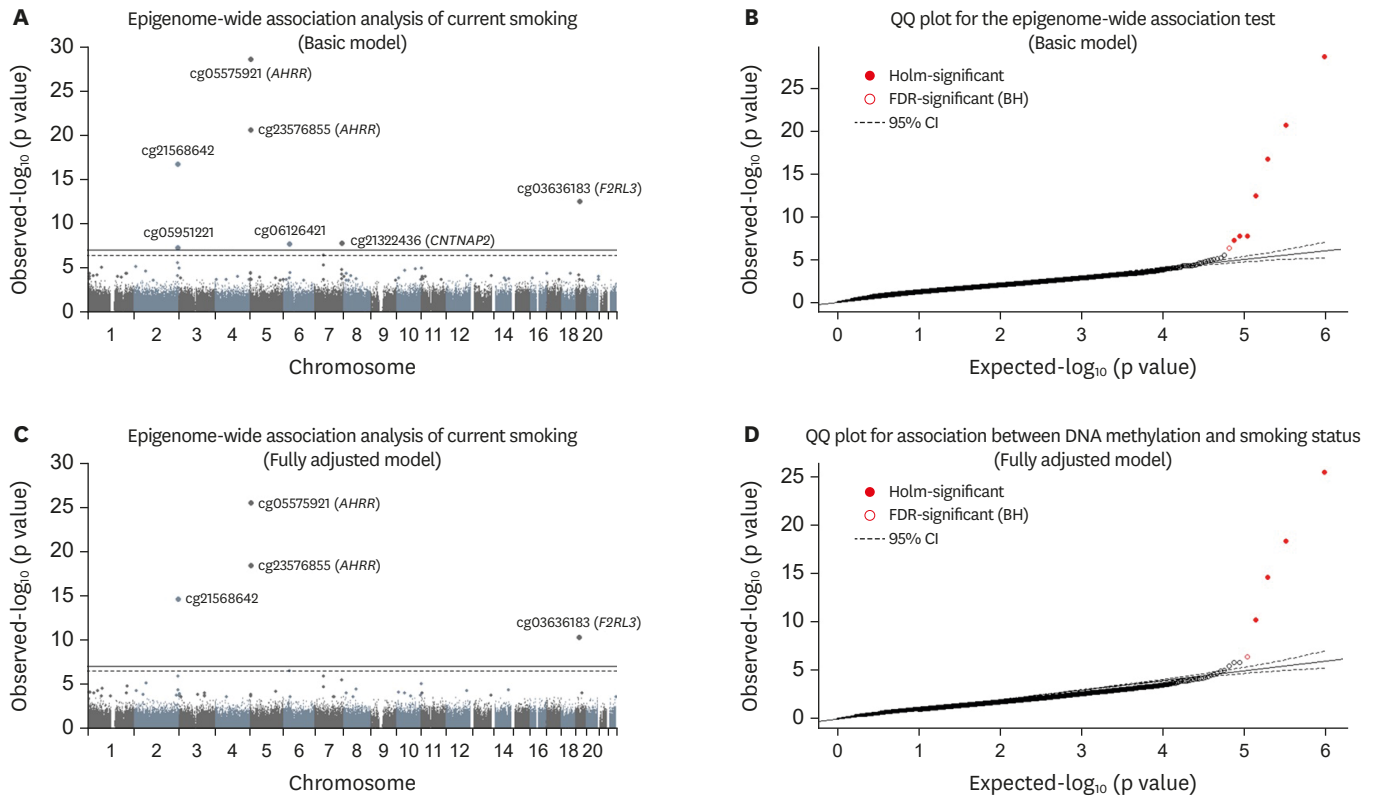 A
Epigenome-wide association analysis of current smoking
(Basic model)
Observed-log₁₀ (p value)
30
25
20
15
10
5
0
cg05575921 (AHRR)
cg23576855 (AHRR)
cg21568642
cg03636183 (F2RL3)
cg05951221
cg06126421
cg21322436 (CNTNAP2)
1 2 3 4 5 6 7 8 9 10 11 12 14 16 18 20
Chromosome
B
QQ plot for the epigenome-wide association test
(Basic model)
Observed-log₁₀ (p value)
25
20
15
10
5
0
Holm-significant
FDR-significant (BH)
95% CI
0 1 2 3 4 5 6
Expected-log₁₀ (p value)
C
Epigenome-wide association analysis of current smoking
(Fully adjusted model)
Observed-log₁₀ (p value)
30
25
20
15
10
5
0
cg05575921 (AHRR)
cg23576855 (AHRR)
cg21568642
cg03636183 (F2RL3)
1 2 3 4 5 6 7 8 9 10 11 12 14 16 18 20
Chromosome
D
QQ plot for association between DNA methylation and smoking status
(Fully adjusted model)
Observed-log₁₀ (p value)
25
20
15
10
5
0
Holm-significant
FDR-significant (BH)
95% CI
0 1 2 3 4 5 6
Expected-log₁₀ (p value)